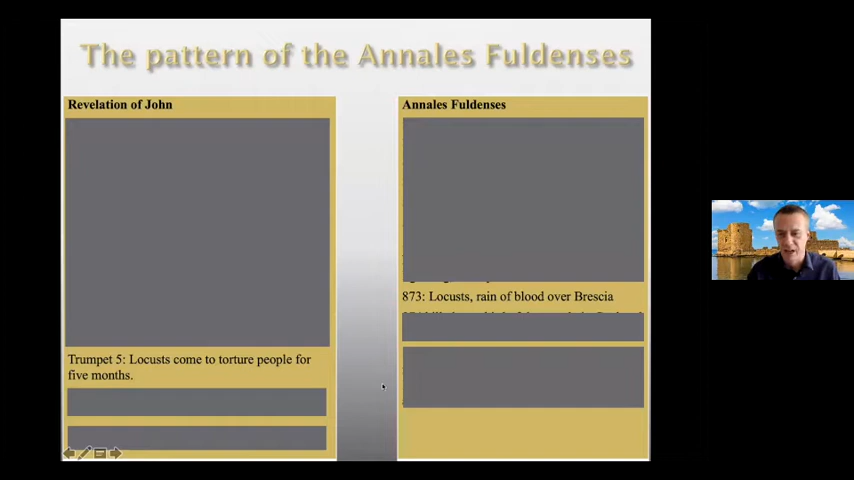 The pattern of the Annales Fuldenses
Revelation of John
Trumpet 5: Locusts come to torture people for
five months.
Annales Fuldenses
873: Locusts, rain of blood over Brescia